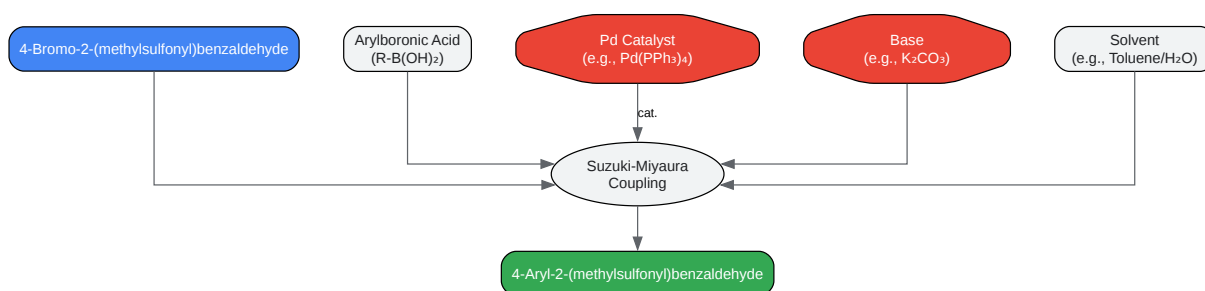 4-Bromo-2-(methylsulfonyl)benzaldehyde
Arylboronic Acid
(R-B(OH)₂)
Pd Catalyst
(e.g., Pd(PPh₃)₄)
Base
(e.g., K₂CO₃)
Solvent
(e.g., Toluene/H₂O)
cat.
Suzuki-Miyaura
Coupling
4-Aryl-2-(methylsulfonyl)benzaldehyde